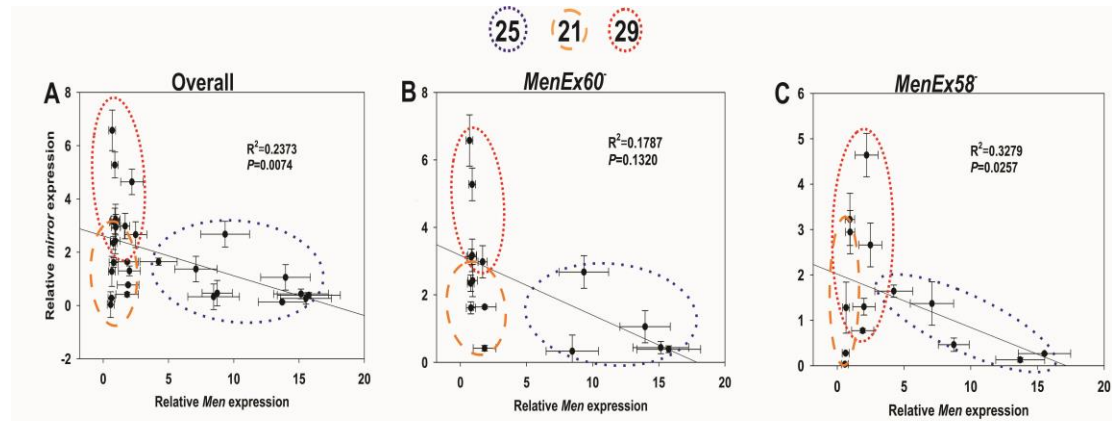 25 21 29
A Overall
R²=0.2373
P=0.0074
Relative mirror expression
8
6
4
2
0
-2
0 5 10 15 20
Relative Men expression
B MenEx60-
R²=0.1787
P=0.1320
8
6
4
2
0
0 5 10 15 20
Relative Men expression
C MenEx58-
R²=0.3279
P=0.0257
6
5
4
3
2
1
0
0 5 10 15 20
Relative Men expression